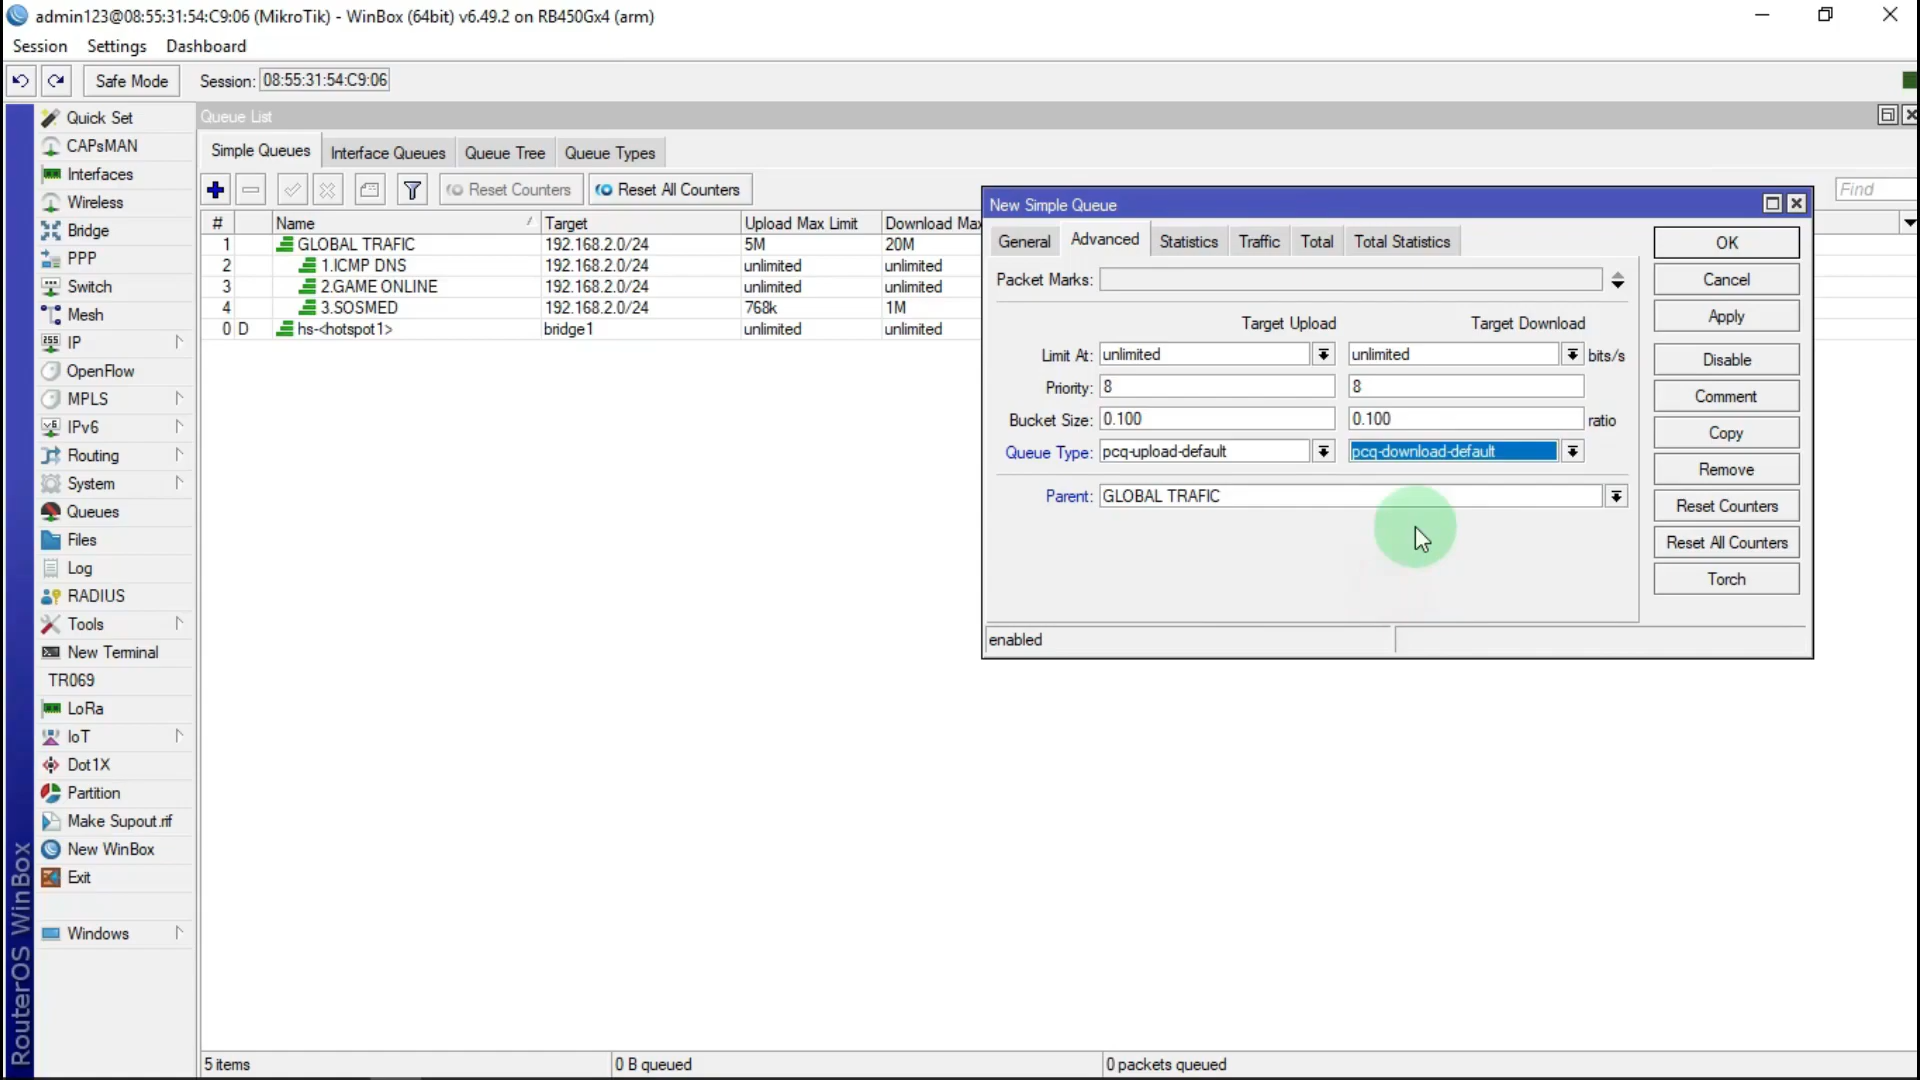 admin123@08:55:31:54:C9:06 (MikroTik) - WinBox (64bit) v6.49.2 on RB450Gx4 (arm)
Session Settings Dashboard
Safe Mode Session: 08:55:31:54:C9:06
Quick Set
CAPsMAN
Interfaces
Wireless
Bridge
PPP
Switch
Mesh
IP
OpenFlow
MPLS
IPv6
Routing
System
Queues
Files
Log
RADIUS
Tools
New Terminal
TR069
LoRa
IoT
Dot1X
Partition
Make Supout.rif
New WinBox
Exit
Windows
RouterOS WinBox
Queue List
Simple Queues Interface Queues Queue Tree Queue Types
Reset Counters Reset All Counters Find
# Name Target Upload Max Limit Download Max
1 GLOBAL TRAFIC 192.168.2.0/24 5M 20M
2 1.ICMP DNS 192.168.2.0/24 unlimited unlimited
3 2.GAME ONLINE 192.168.2.0/24 unlimited unlimited
4 3.SOSMED 192.168.2.0/24 768k 1M
0 D hs-<hotspot1> bridge1 unlimited unlimited
New Simple Queue
General Advanced Statistics Traffic Total Total Statistics
Packet Marks:
Target Upload Target Download
Limit At: unlimited unlimited bits/s
Priority: 8 8
Bucket Size: 0.100 0.100 ratio
Queue Type: pcq-upload-default pcq-download-default
Parent: GLOBAL TRAFIC
enabled
OK
Cancel
Apply
Disable
Comment
Copy
Remove
Reset Counters
Reset All Counters
Torch
5 items 0 B queued 0 packets queued